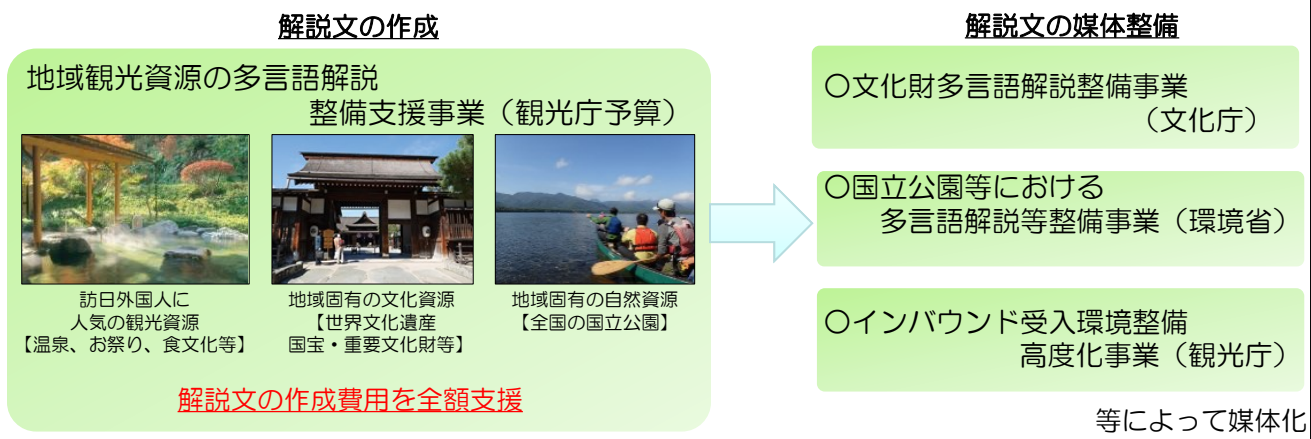 解説文の作成
地域観光資源の多言語解説
整備支援事業（観光庁予算）
訪日外国人に
人気の観光資源
【温泉、お祭り、食文化等】
地域固有の文化資源
【世界文化遺産
国宝・重要文化財等】
地域固有の自然資源
【全国の国立公園】
解説文の作成費用を全額支援
解説文の媒体整備
〇文化財多言語解説整備事業
（文化庁）
〇国立公園等における
多言語解説等整備事業（環境省）
〇インバウンド受入環境整備
高度化事業（観光庁）
等によって媒体化